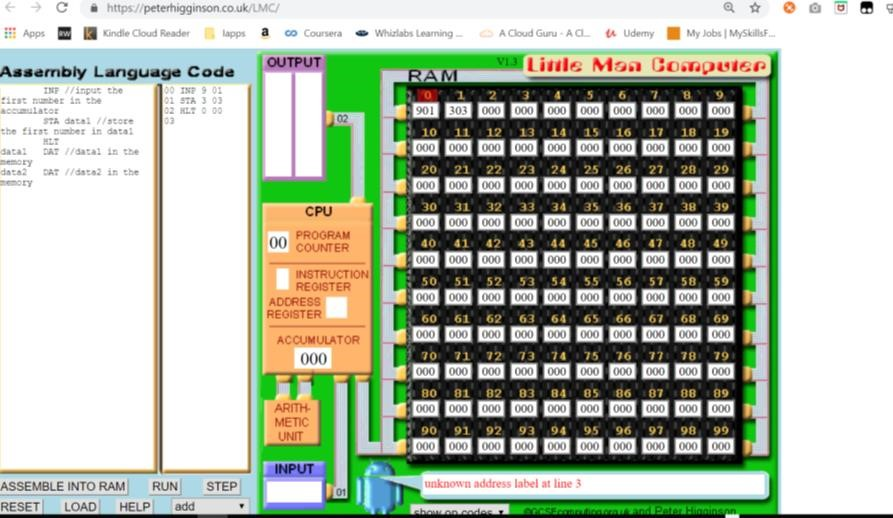 https://peterhigginson.co.uk/LMC/
Apps
RW
Kindle Cloud Reader
Iapps
a
Coursera
Whizlabs Learning ...
A Cloud Guru - A Cl...
Udemy
My Jobs | MySkillsF...
Assembly Language Code
INP //input the
first number in the
accumulator
STA data1 //store
the first number in data1
HLT
data1 DAT //data1 in the
memory
data2 DAT //data2 in the
memory
00 INP 9 01
01 STA 3 03
02 HLT 0 00
03
OUTPUT
02
CPU
00 PROGRAM
COUNTER
INSTRUCTION
REGISTER
ADDRESS
REGISTER
ACCUMULATOR
000
ARITH-
METIC
UNIT
INPUT
01
RAM
V1.3
Little Man Computer
0 1 2 3 4 5 6 7 8 9
901 303 000 000 000 000 000 000 000 000
10 11 12 13 14 15 16 17 18 19
000 000 000 000 000 000 000 000 000 000
20 21 22 23 24 25 26 27 28 29
000 000 000 000 000 000 000 000 000 000
30 31 32 33 34 35 36 37 38 39
000 000 000 000 000 000 000 000 000 000
40 41 42 43 44 45 46 47 48 49
000 000 000 000 000 000 000 000 000 000
50 51 52 53 54 55 56 57 58 59
000 000 000 000 000 000 000 000 000 000
60 61 62 63 64 65 66 67 68 69
000 000 000 000 000 000 000 000 000 000
70 71 72 73 74 75 76 77 78 79
000 000 000 000 000 000 000 000 000 000
80 81 82 83 84 85 86 87 88 89
000 000 000 000 000 000 000 000 000 000
90 91 92 93 94 95 96 97 98 99
000 000 000 000 000 000 000 000 000 000
unknown address label at line 3
ASSEMBLE INTO RAM RUN STEP
RESET LOAD HELP add
show op codes
©GCSEcomputing.org.uk and Peter Higginson